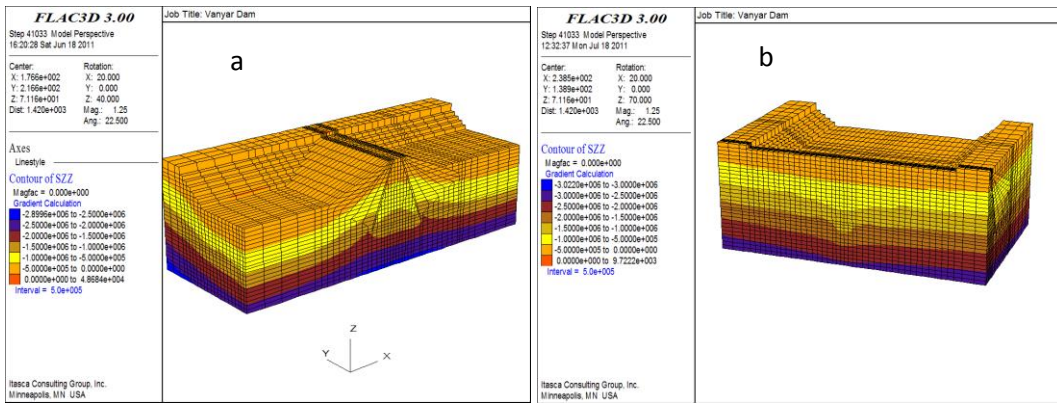 FLAC3D 3.00
Step 41033 Model Perspective
16:20:28 Sat Jun 18 2011
Center:
X: 1.766e+002
Y: 2.166e+002
Z: 7.116e+001
Dist: 1.420e+003
Rotation:
X: 20.000
Y: 0.000
Z: 40.000
Mag.: 1.25
Ang.: 22.500
Axes
Linestyle
Contour of SZZ
Magfac = 0.000e+000
Gradient Calculation
-2.8996e+006 to -2.5000e+006
-2.5000e+006 to -2.0000e+006
-2.0000e+006 to -1.5000e+006
-1.5000e+006 to -1.0000e+006
-1.0000e+006 to -5.0000e+005
-5.0000e+005 to 0.0000e+000
0.0000e+000 to 4.8684e+004
Interval = 5.0e+005
Itasca Consulting Group, Inc.
Minneapolis, MN USA
Job Title: Vanyar Dam
a
Z
Y
X
FLAC3D 3.00
Step 41033 Model Perspective
12:32:37 Mon Jul 18 2011
Center:
X: 2.385e+002
Y: 1.389e+002
Z: 7.116e+001
Dist: 1.420e+003
Rotation:
X: 20.000
Y: 0.000
Z: 70.000
Mag.: 1.25
Ang.: 22.500
Contour of SZZ
Magfac = 0.000e+000
Gradient Calculation
-3.0220e+006 to -3.0000e+006
-3.0000e+006 to -2.5000e+006
-2.5000e+006 to -2.0000e+006
-2.0000e+006 to -1.5000e+006
-1.5000e+006 to -1.0000e+006
-1.0000e+006 to -5.0000e+005
-5.0000e+005 to 0.0000e+000
0.0000e+000 to 9.7222e+003
Interval = 5.0e+005
Itasca Consulting Group, Inc.
Minneapolis, MN USA
Job Title: Vanyar Dam
b